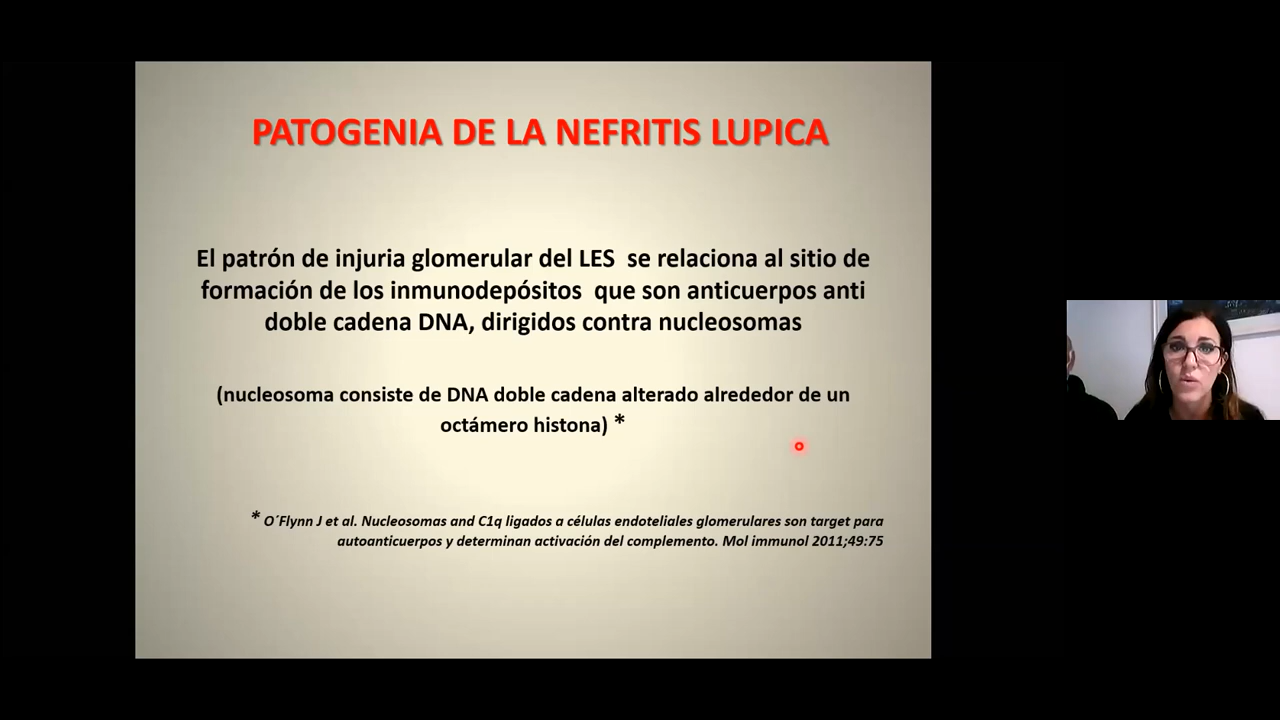 PATOGENIA DE LA NEFRITIS LUPICA
El patrón de injuria glomerular del LES se relaciona al sitio de
formación de los inmunodepósitos que son anticuerpos anti
doble cadena DNA, dirigidos contra nucleosomas
(nucleosoma consiste de DNA doble cadena alterado alrededor de un
octámero histona) *
* O´Flynn J et al. Nucleosomas and C1q ligados a células endoteliales glomerulares son target para
autoanticuerpos y determinan activación del complemento. Mol immunol 2011;49:75